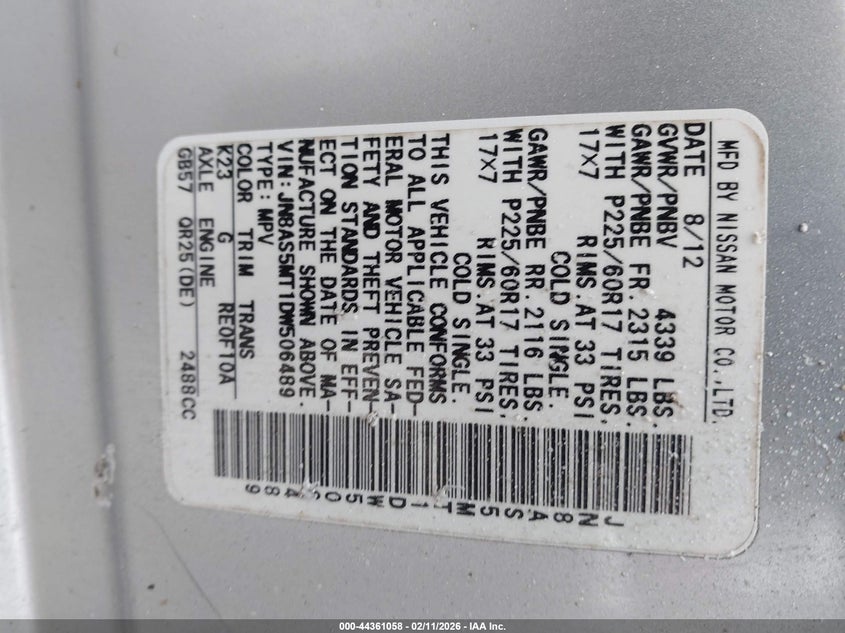 MFD BY NISSAN MOTOR CO.,LTD.
DATE 8/12
GVWR/PNBV 4339 LBS.
GAWR/PNBE FR. 2315 LBS.
WITH P225/60R17 TIRES,
17X7 RIMS.AT 33 PSI
COLD SINGLE.
GAWR/PNBE RR. 2116 LBS.
WITH P225/60R17 TIRES,
17X7 RIMS.AT 33 PSI
COLD SINGLE.
THIS VEHICLE CONFORMS
TO ALL APPLICABLE FED-
ERAL MOTOR VEHICLE SA-
FETY AND THEFT PREVEN-
TION STANDARDS IN EFF-
ECT ON THE DATE OF MA-
NUFACTURE SHOWN ABOVE.
VIN:JN8AS5MT1DW506489
TYPE:MPV
COLOR TRIM TRANS
K23 G RE0F10A
AXLE ENGINE
GB57 QR25(DE) 2488CC
JN8AS5MT1DW506489
000-44361058 - 02/11/2026 - IAA Inc.